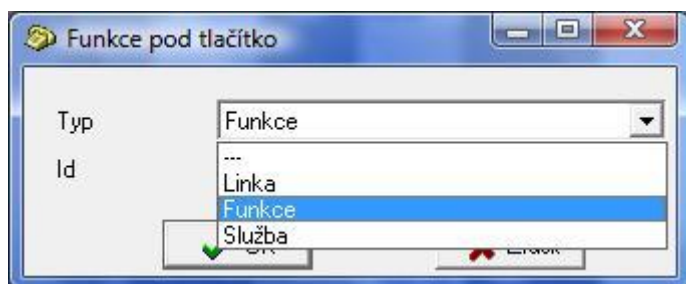 Funkce pod tlačítko
Typ
Funkce
Id
---
Linka
Funkce
Služba